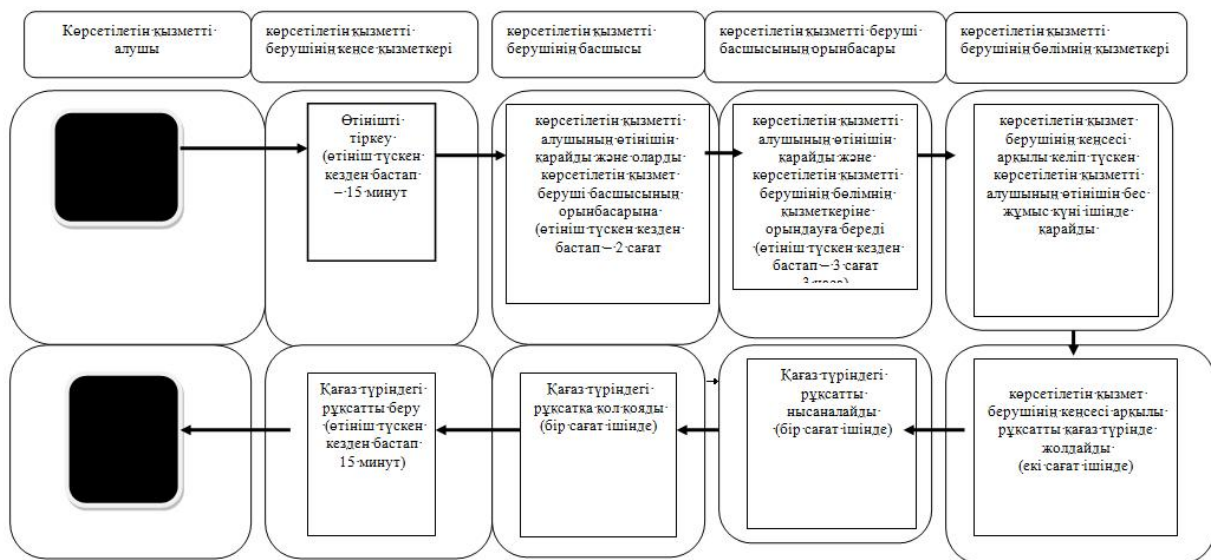 Көрсетілетін қызметті
алушы
көрсетілетін қызметті
берушінің кеңсе қызметкері
көрсетілетін қызметті
берушінің басшысы
көрсетілетін қызметті беруші
басшысының орынбасары
көрсетілетін қызметті
берушінің бөлімнің қызметкері
Өтінішті
тіркеу
(өтініш түскен
кезден бастап
– 15 минут
көрсетілетін қызметті
алушының өтінішін
қарайды және оларды
көрсетілетін қызмет
беруші басшысының
орынбасарына
(өтініш түскен кезден
бастап – 2 сағат
көрсетілетін қызметті
алушының өтінішін
қарайды және
көрсетілетін қызметті
берушінің бөлімнің
қызметкеріне
орындауға береді
(өтініш түскен кезден
бастап – 3 сағат
көрсетілетін қызмет
берушінің кеңсесі
арқылы келіп түскен
көрсетілетін қызметті
алушының өтінішін бес
жұмыс күні ішінде
қарайды
Қағаз түріндегі
рұқсатты беру
(өтініш түскен
кезден бастап
15 минут)
Қағаз түріндегі
рұқсатқа қол қояды
(бір сағат ішінде)
Қағаз түріндегі
рұқсатты
нысаналайды
(бір сағат ішінде)
көрсетілетін қызмет
берушінің кеңсесі арқылы
рұқсатты қағаз түрінде
жолдайды
(екі сағат ішінде)